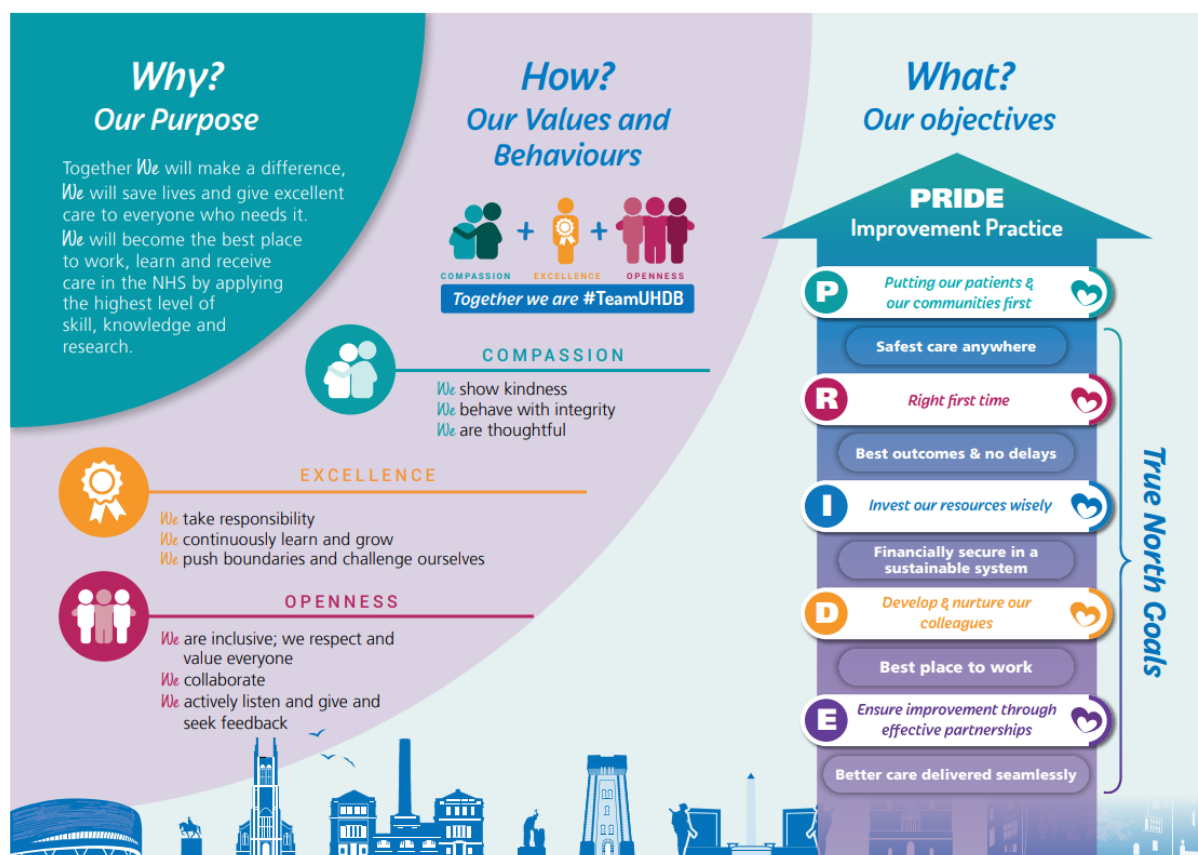 Why?
Our Purpose
Together We will make a difference,
We will save lives and give excellent
care to everyone who needs it.
We will become the best place
to work, learn and receive
care in the NHS by applying
the highest level of
skill, knowledge and
research.
How?
Our Values and
Behaviours
COMPASSION + EXCELLENCE + OPENNESS
Together we are #TeamUHDB
COMPASSION
We show kindness
We behave with integrity
We are thoughtful
EXCELLENCE
We take responsibility
We continuously learn and grow
We push boundaries and challenge ourselves
OPENNESS
We are inclusive; we respect and
value everyone
We collaborate
We actively listen and give and
seek feedback
What?
Our objectives
PRIDE
Improvement Practice
P
Putting our patients &
our communities first
Safest care anywhere
R
Right first time
Best outcomes & no delays
I
Invest our resources wisely
Financially secure in a
sustainable system
D
Develop & nurture our
colleagues
Best place to work
E
Ensure improvement through
effective partnerships
Better care delivered seamlessly
True North Goals